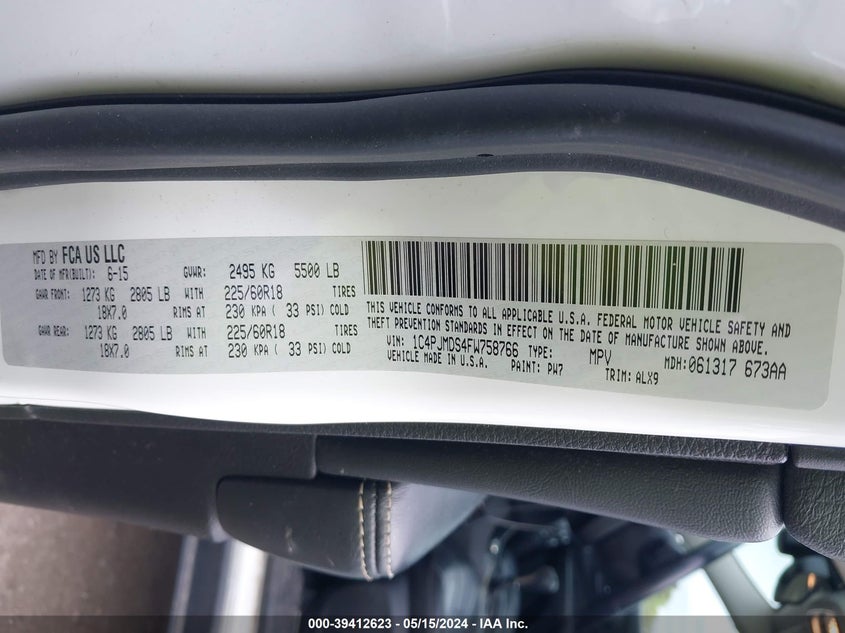 MFD BY FCA US LLC
DATE OF MFR(BUILT): 6-15 GVWR: 2495 KG 5500 LB
GAWR FRONT: 1273 KG 2805 LB WITH 225/60R18 TIRES
18X7.0 RIMS AT 230 KPA ( 33 PSI) COLD
GAWR REAR: 1273 KG 2805 LB WITH 225/60R18 TIRES
18X7.0 RIMS AT 230 KPA ( 33 PSI) COLD
THIS VEHICLE CONFORMS TO ALL APPLICABLE U.S.A. FEDERAL MOTOR VEHICLE SAFETY AND
THEFT PREVENTION STANDARDS IN EFFECT ON THE DATE OF MANUFACTURE SHOWN ABOVE.
VIN: 1C4PJMDS4FW758766 TYPE: MPV MDH:061317 673AA
VEHICLE MADE IN U.S.A. PAINT: PW7 TRIM: ALX9
000-39412623 - 05/15/2024 - IAA Inc.